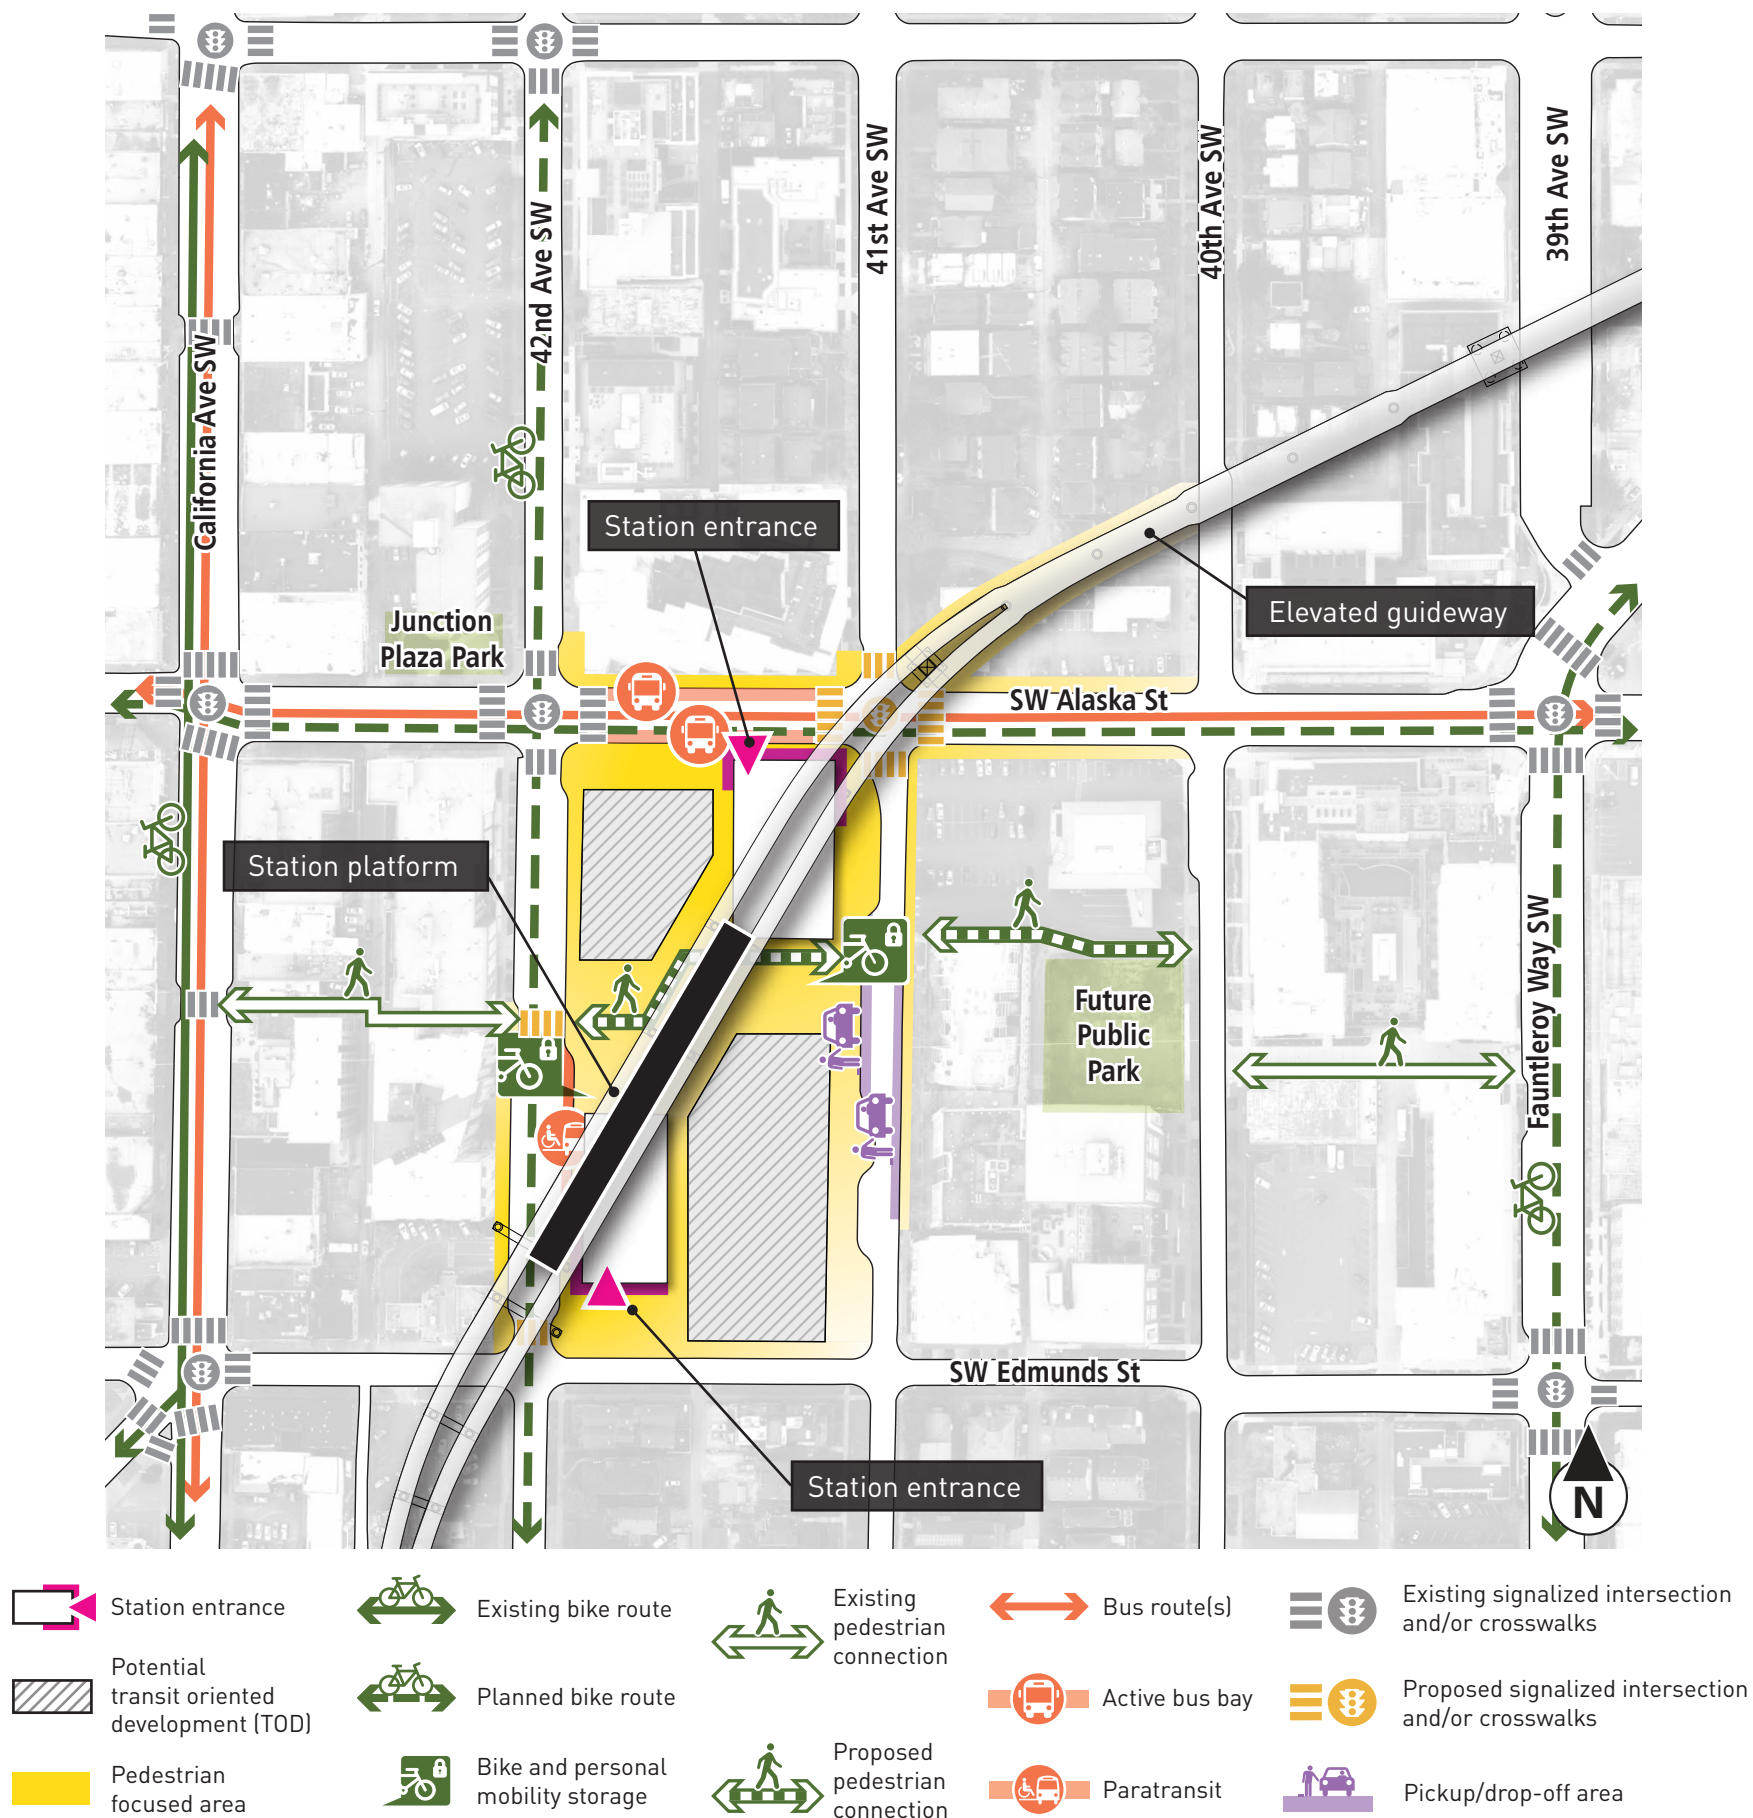 41st Ave SW
40th Ave SW
39th Ave SW
42nd Ave SW
California Ave SW
Station entrance
Elevated guideway
Junction
Plaza Park
SW Alaska St
Station platform
Fauntleroy Way SW
Future
Public
Park
SW Edmunds St
Station entrance
N
Station entrance
Potential
transit oriented
development (TOD)
Pedestrian
focused area
Existing bike route
Planned bike route
Bike and personal
mobility storage
Existing
pedestrian
connection
Proposed
pedestrian
connection
Bus route(s)
Active bus bay
Paratransit
Existing signalized intersection
and/or crosswalks
Proposed signalized intersection
and/or crosswalks
Pickup/drop-off area